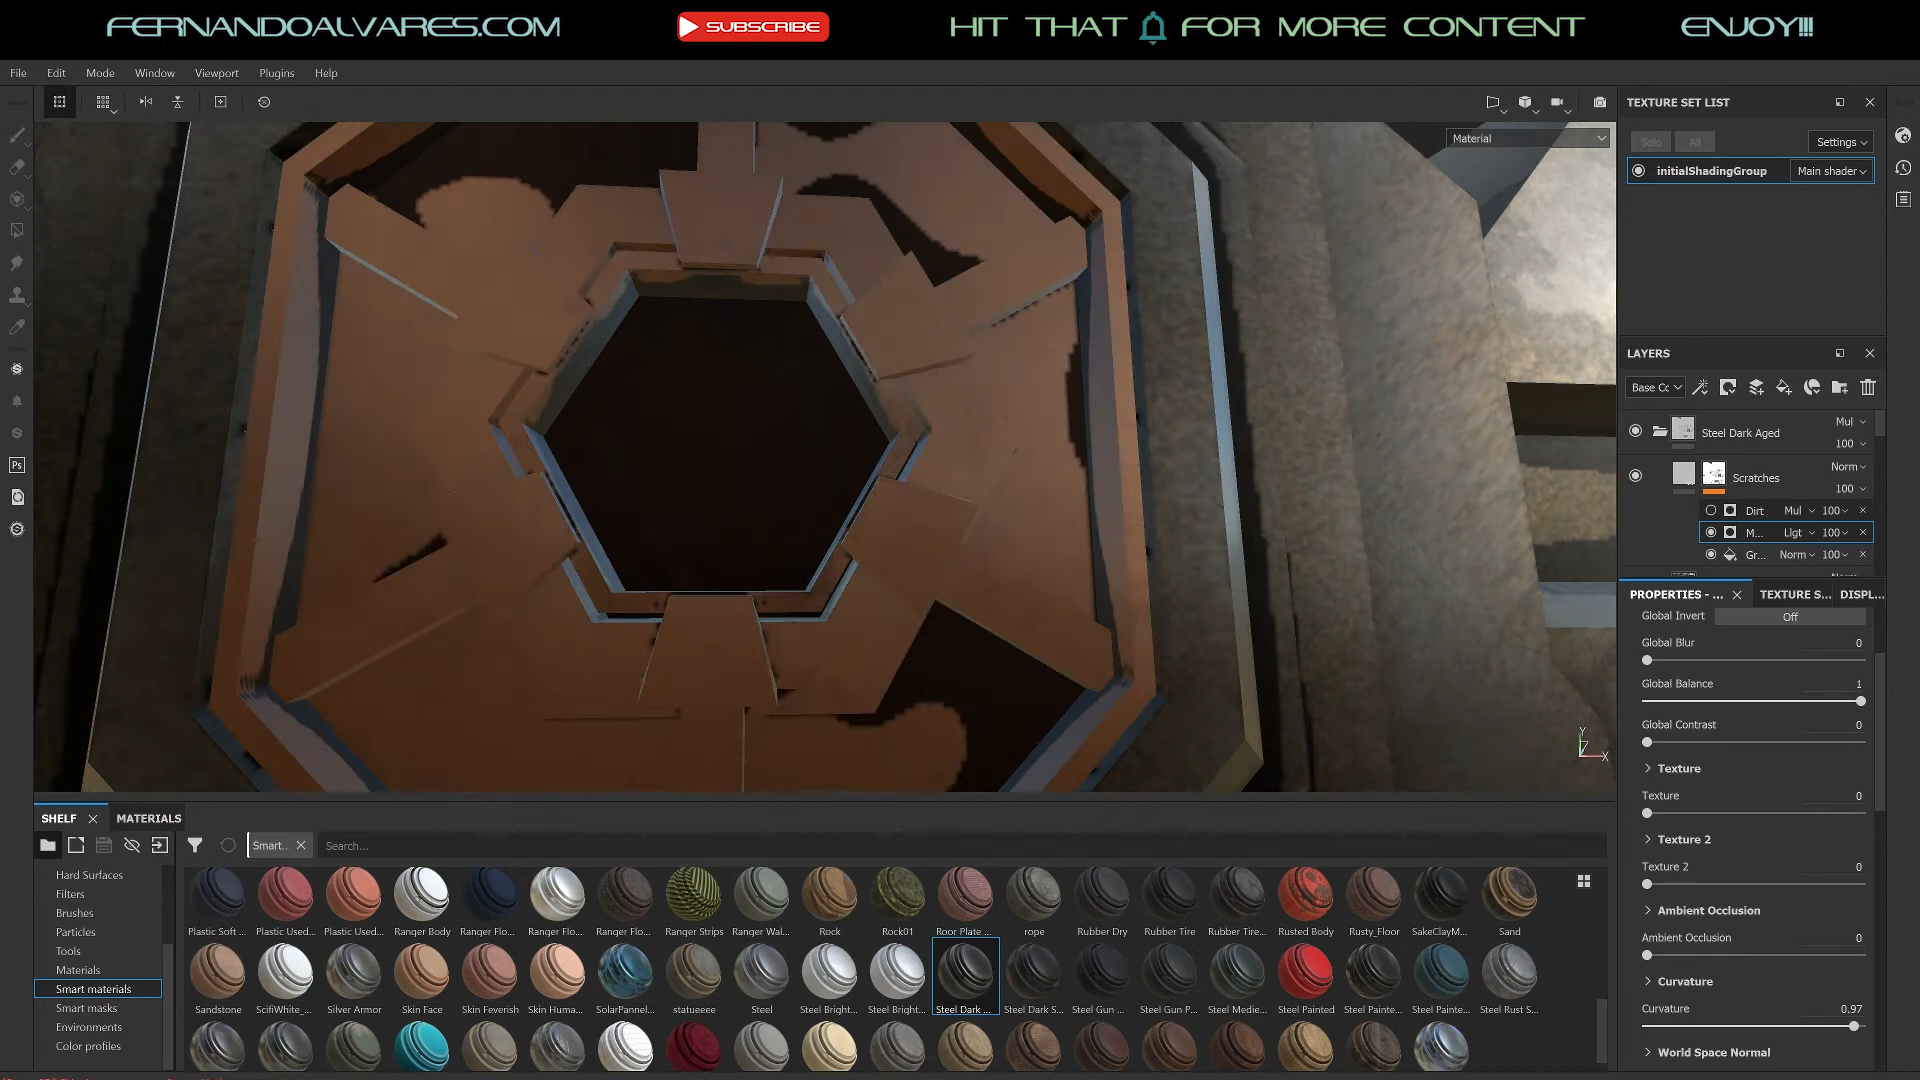 FERNANDOALVARES.COM
SUBSCRIBE
HIT THAT FOR MORE CONTENT
ENJOY!!!
File Edit Mode Window Viewport Plugins Help
Material
TEXTURE SET LIST
Solo All Settings
initialShadingGroup Main shader
LAYERS
Base Cc
Steel Dark Aged Mul 100
Scratches Norm 100
Dirt Mul 100
M... Llgt 100
Gr... Norm 100
PROPERTIES - ... TEXTURE S... DISPL...
Global Invert Off
Global Blur 0
Global Balance 1
Global Contrast 0
Texture
Texture 0
Texture 2
Texture 2 0
Ambient Occlusion
Ambient Occlusion 0
Curvature
Curvature 0.97
World Space Normal
Y
Z
X
Ps
SHELF MATERIALS
Smart... Search...
Hard Surfaces
Filters
Brushes
Particles
Tools
Materials
Smart materials
Smart masks
Environments
Color profiles
Plastic Soft ... Plastic Used... Plastic Used... Ranger Body Ranger Flo... Ranger Flo... Ranger Flo... Ranger Strips Ranger Wal... Rock Rock01 Roor Plate ... rope Rubber Dry Rubber Tire Rubber Tire... Rusted Body Rusty_Floor SakeClayM... Sand
Sandstone ScifiWhite_... Silver Armor Skin Face Skin Feverish Skin Huma... SolarPannel... statueeee Steel Steel Bright... Steel Bright... Steel Dark ... Steel Dark S... Steel Gun ... Steel Gun P... Steel Medie... Steel Painted Steel Painte... Steel Painte... Steel Rust S...